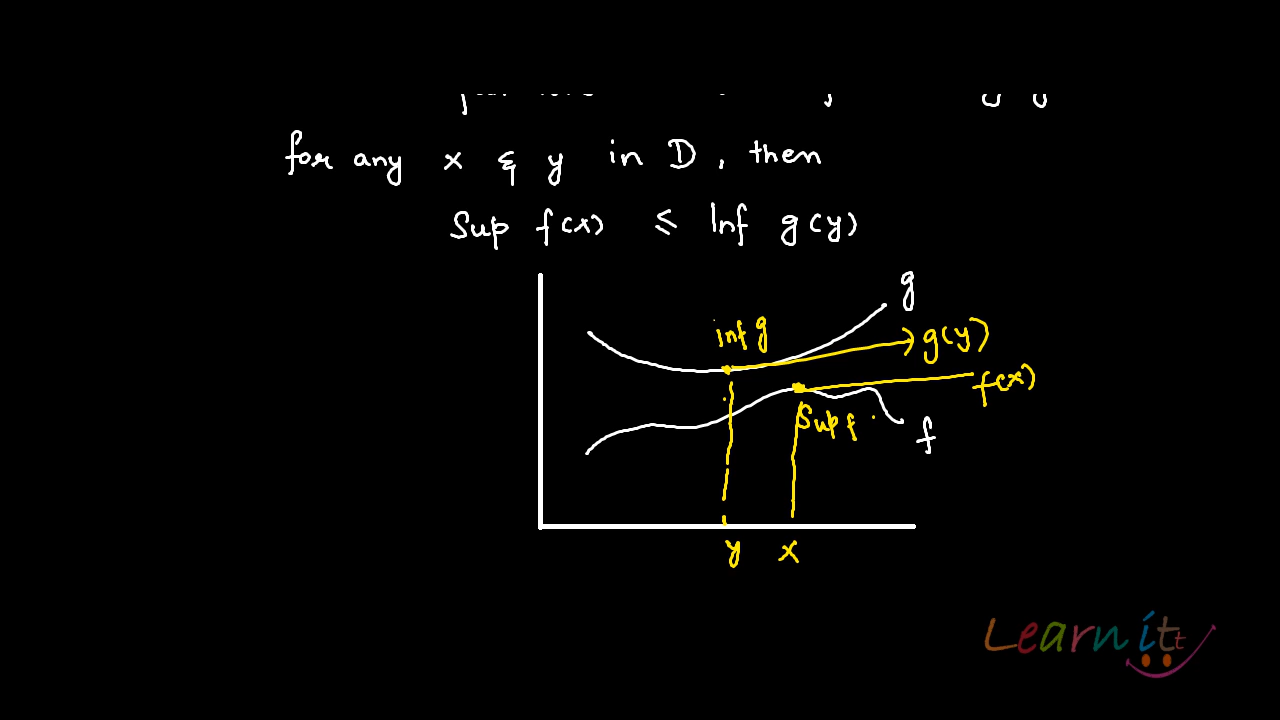 for any x & y in D, then
Sup f(x) ≤ Inf g(y)
g
inf g
g(y)
f(x)
Sup f
f
y x
Learnitt